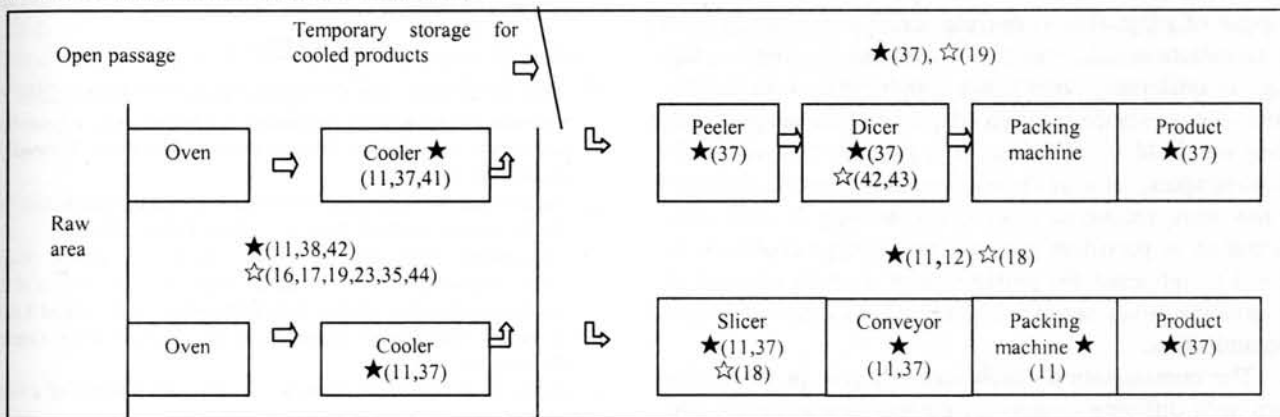 Open passage
Temporary storage for
cooled products
★(37), ☆(19)
Oven
Cooler ★
(11,37,41)
Peeler
★(37)
Dicer
★(37)
☆(42,43)
Packing
machine
Product
★(37)
Raw
area
★(11,38,42)
☆(16,17,19,23,35,44)
★(11,12) ☆(18)
Oven
Cooler
★(11,37)
Slicer
★(11,37)
☆(18)
Conveyor
★
(11,37)
Packing
machine ★
(11)
Product
★(37)